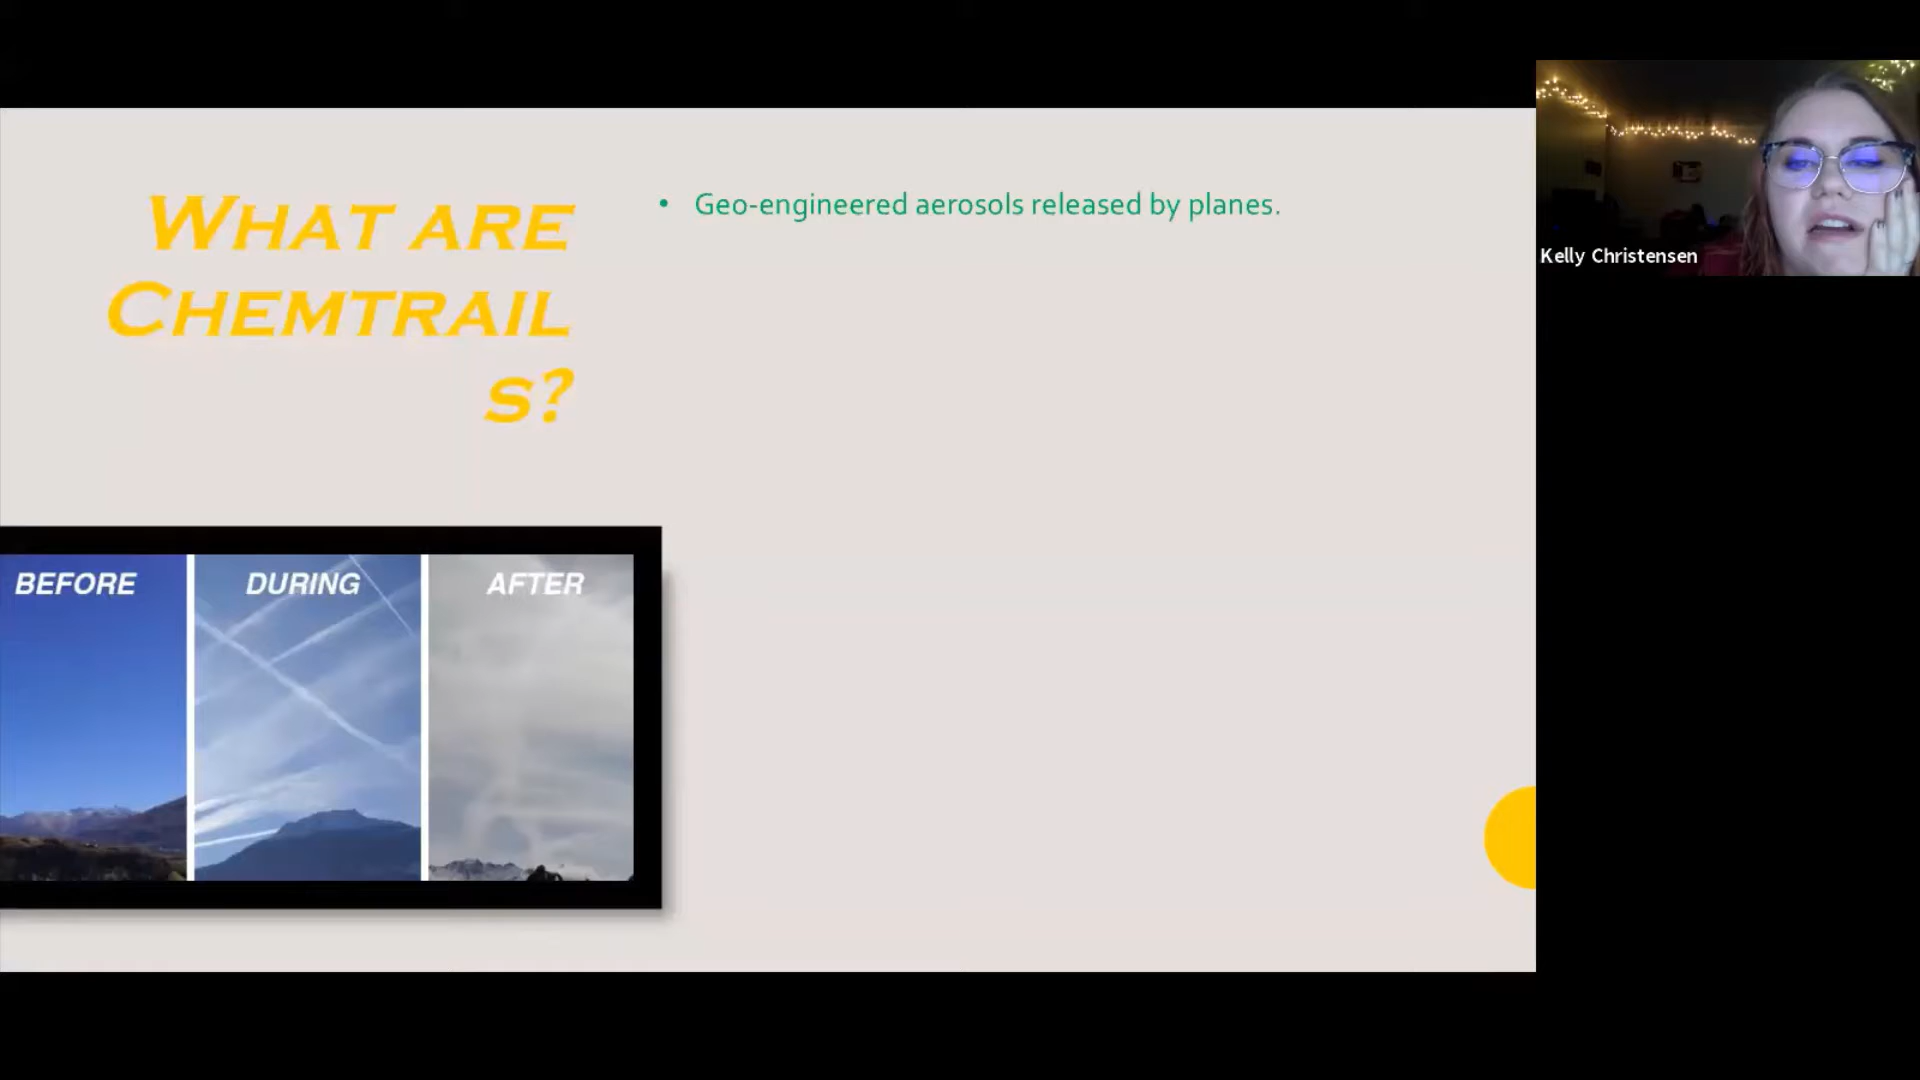 WHAT ARE
CHEMTRAIL
S?
• Geo-engineered aerosols released by planes.
Kelly Christensen
BEFORE
DURING
AFTER